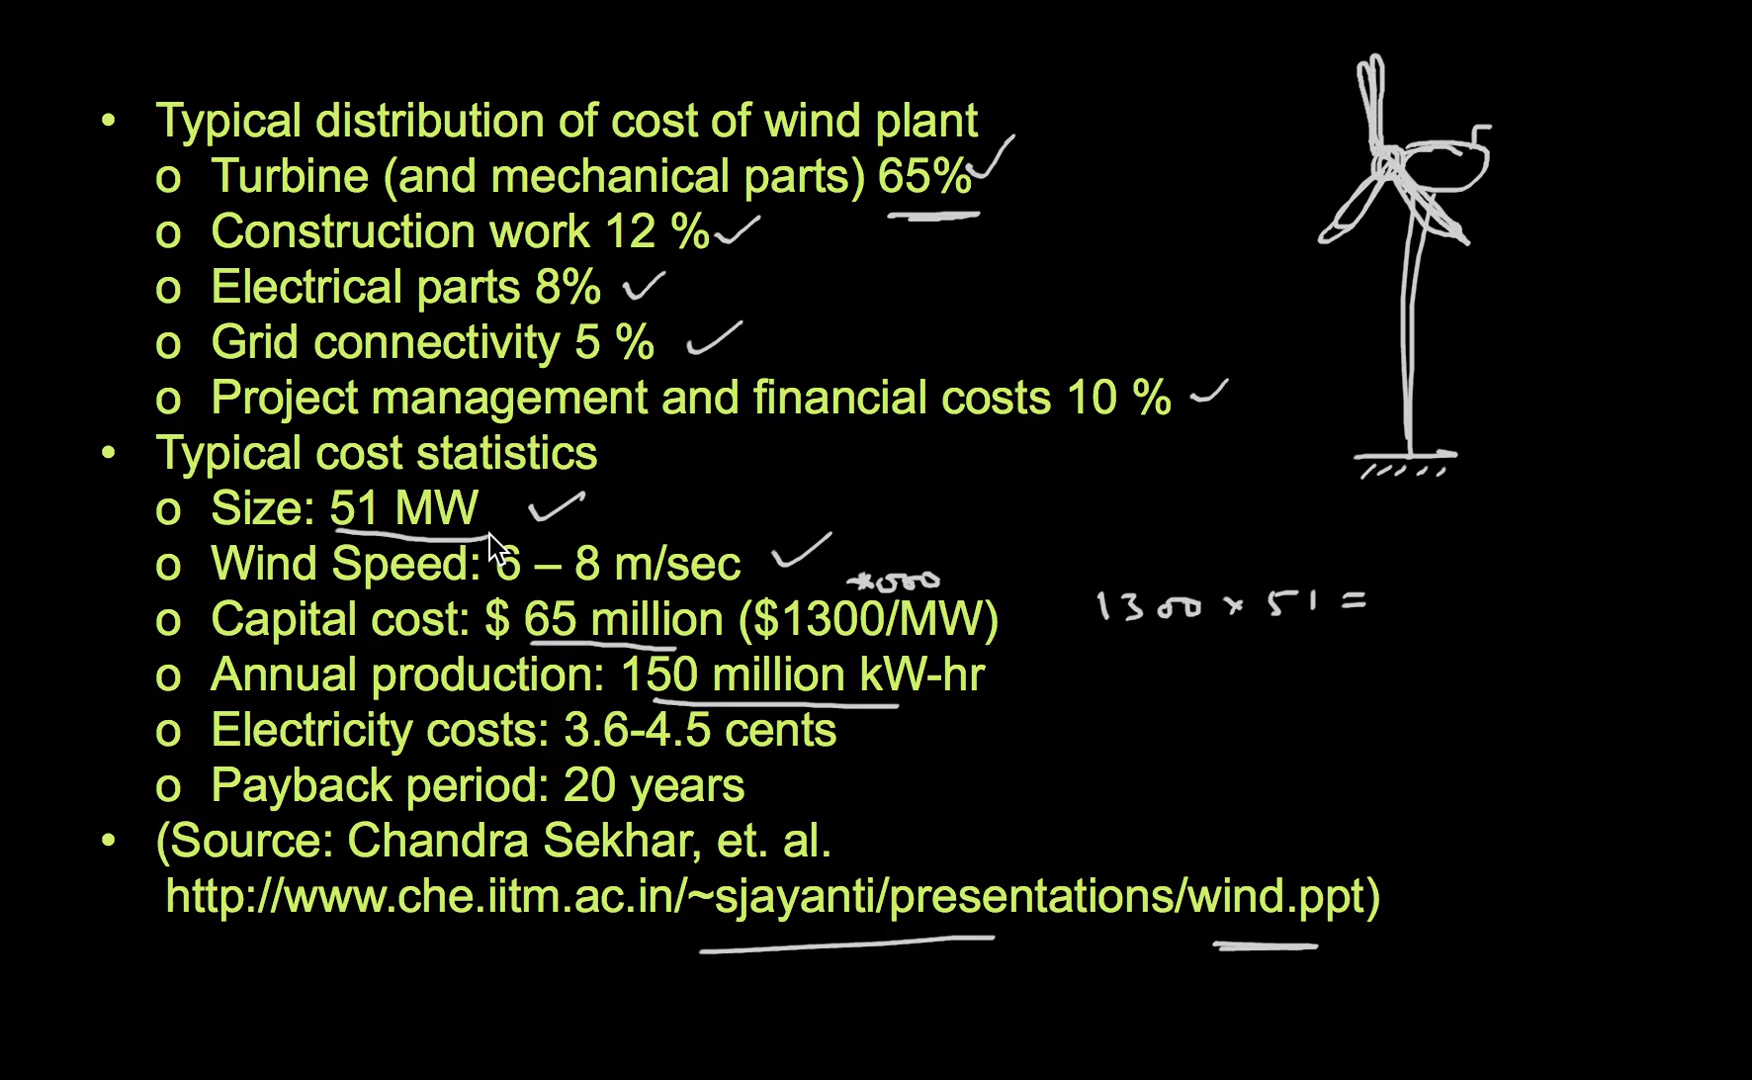 • Typical distribution of cost of wind plant
o Turbine (and mechanical parts) 65%
o Construction work 12 %
o Electrical parts 8%
o Grid connectivity 5 %
o Project management and financial costs 10 %
• Typical cost statistics
o Size: 51 MW
o Wind Speed: 6 – 8 m/sec
000
o Capital cost: $ 65 million ($1300/MW) 1300 × 51 =
o Annual production: 150 million kW-hr
o Electricity costs: 3.6-4.5 cents
o Payback period: 20 years
• (Source: Chandra Sekhar, et. al.
http://www.che.iitm.ac.in/~sjayanti/presentations/wind.ppt)